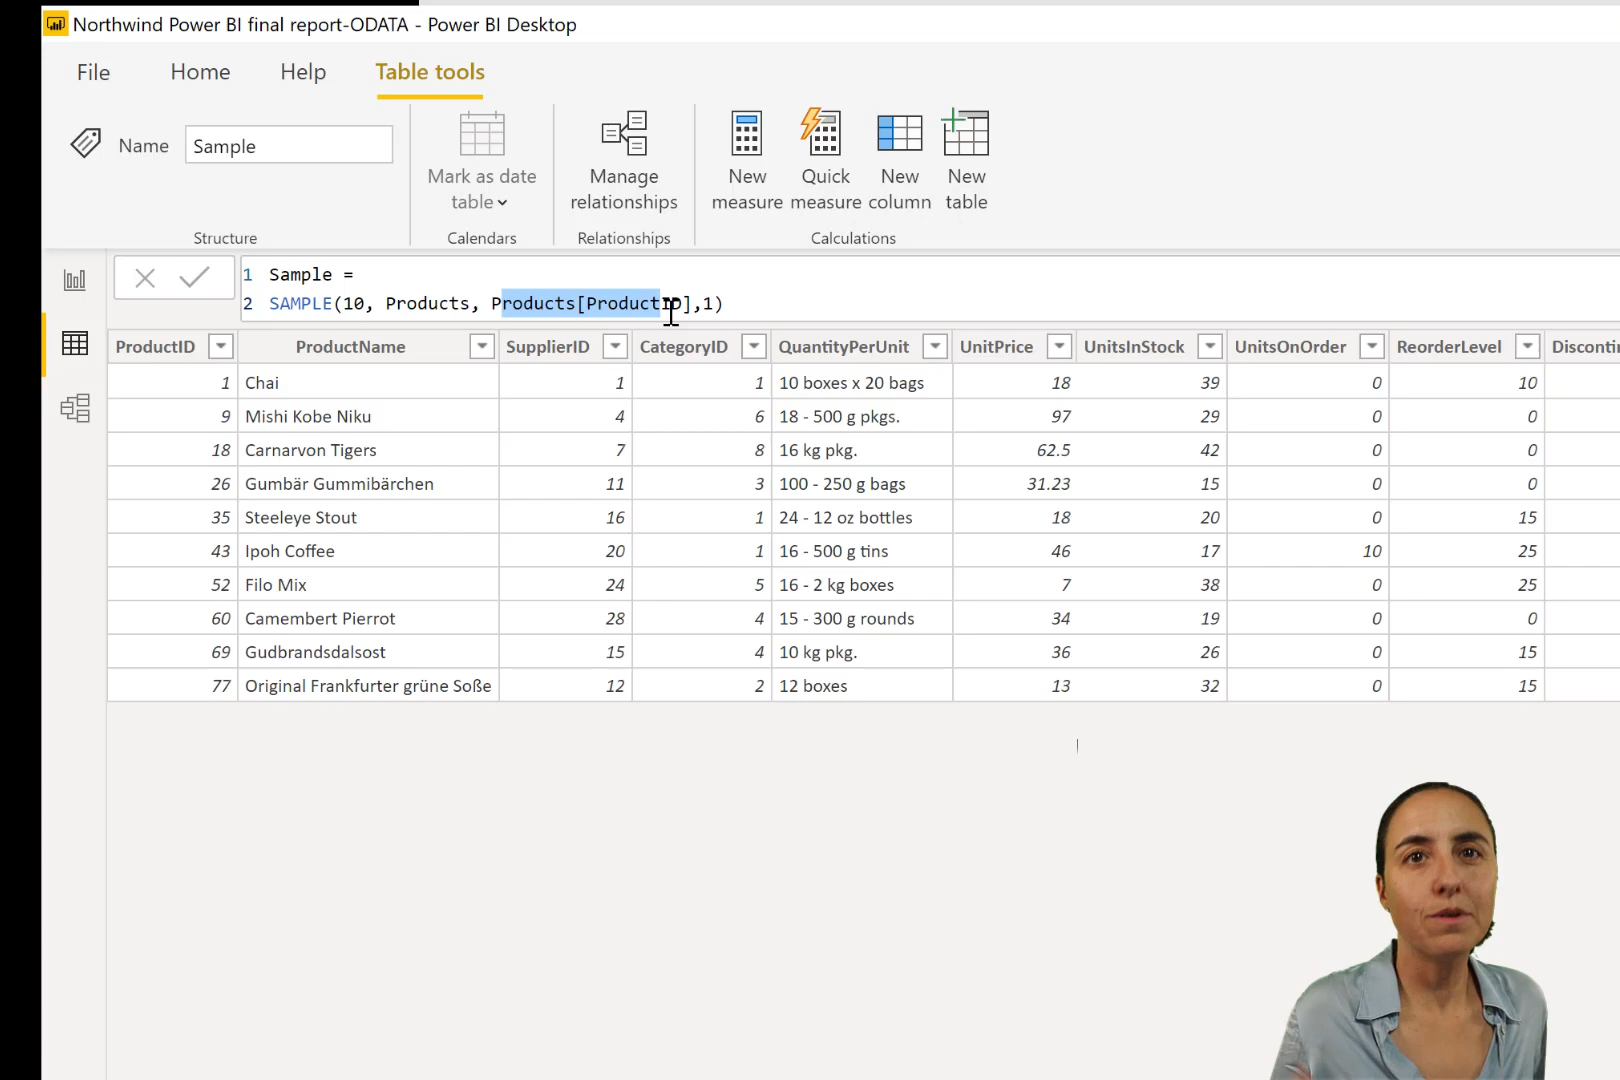 Northwind Power BI final report-ODATA - Power BI Desktop
File Home Help Table tools
Name Sample
Mark as date table
Manage relationships
New measure
Quick measure
New column
New table
Structure Calendars Relationships Calculations
1 Sample =
2 SAMPLE(10, Products, Products[ProductID],1)
ProductID ProductName SupplierID CategoryID QuantityPerUnit UnitPrice UnitsInStock UnitsOnOrder ReorderLevel Discontin
1 Chai 1 1 10 boxes x 20 bags 18 39 0 10
9 Mishi Kobe Niku 4 6 18 - 500 g pkgs. 97 29 0 0
18 Carnarvon Tigers 7 8 16 kg pkg. 62.5 42 0 0
26 Gumbär Gummibärchen 11 3 100 - 250 g bags 31.23 15 0 0
35 Steeleye Stout 16 1 24 - 12 oz bottles 18 20 0 15
43 Ipoh Coffee 20 1 16 - 500 g tins 46 17 10 25
52 Filo Mix 24 5 16 - 2 kg boxes 7 38 0 25
60 Camembert Pierrot 28 4 15 - 300 g rounds 34 19 0 0
69 Gudbrandsdalsost 15 4 10 kg pkg. 36 26 0 15
77 Original Frankfurter grüne Soße 12 2 12 boxes 13 32 0 15